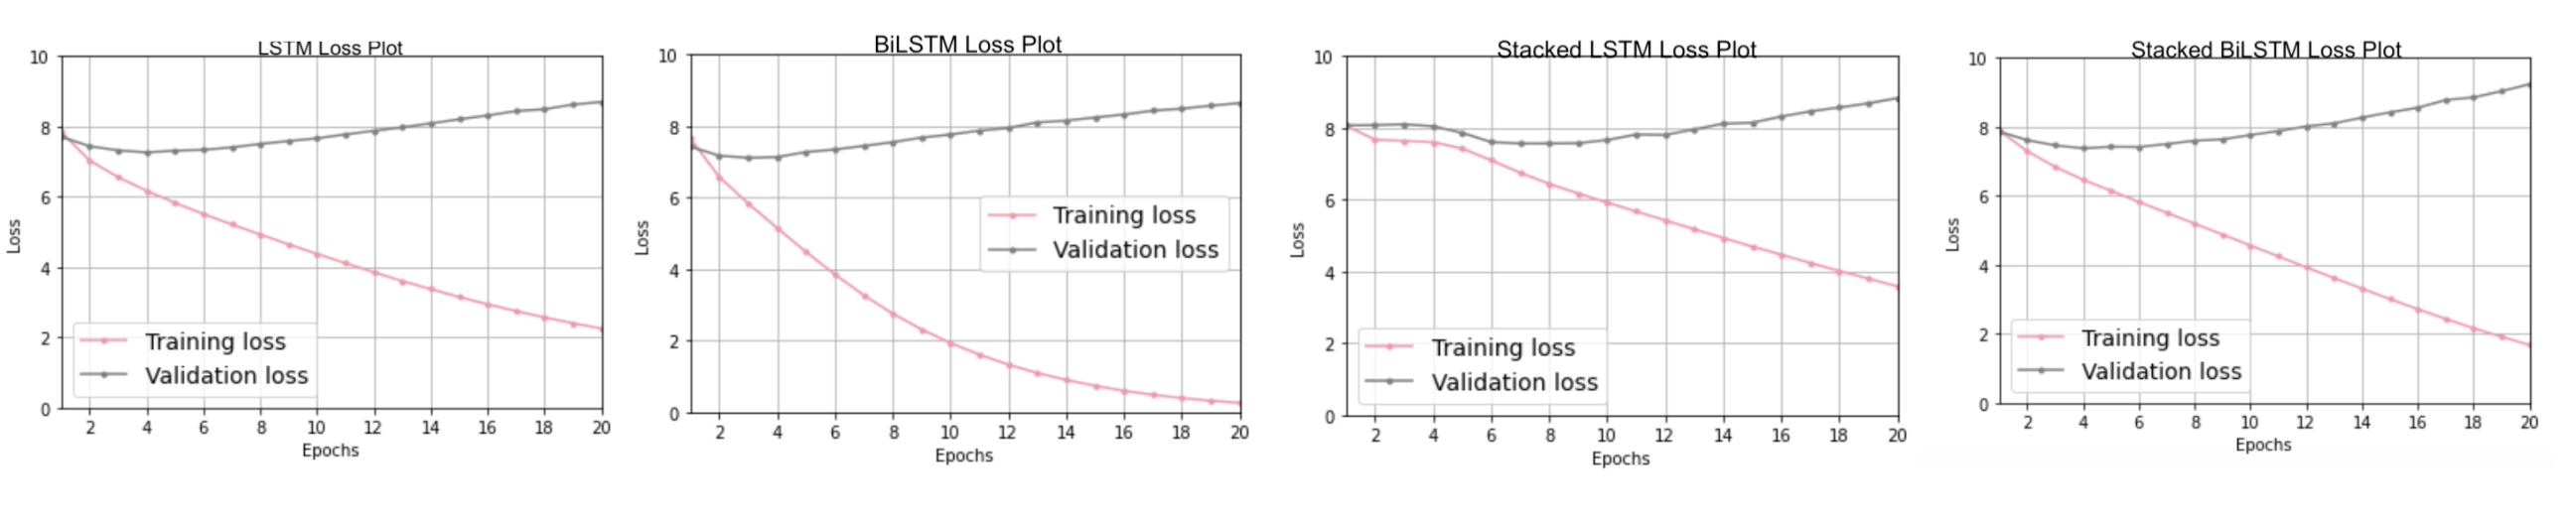 LSTM Loss Plot
10
8
6
4
2
0
Loss
Training loss
Validation loss
2 4 6 8 10 12 14 16 18 20
Epochs
BiLSTM Loss Plot
10
8
6
4
2
0
Loss
Training loss
Validation loss
2 4 6 8 10 12 14 16 18 20
Epochs
Stacked LSTM Loss Plot
10
8
6
4
2
0
Loss
Training loss
Validation loss
2 4 6 8 10 12 14 16 18 20
Epochs
Stacked BiLSTM Loss Plot
10
8
6
4
2
0
Loss
Training loss
Validation loss
2 4 6 8 10 12 14 16 18 20
Epochs